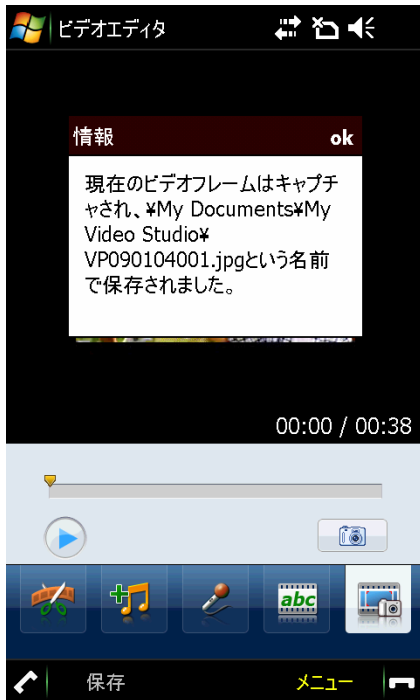 ビデオエディタ
情報 ok
現在のビデオフレームはキャプチ
ャされ、¥My Documents¥My
Video Studio¥
VP090104001.jpgという名前
で保存されました。
00:00 / 00:38
abc
保存 メニュー